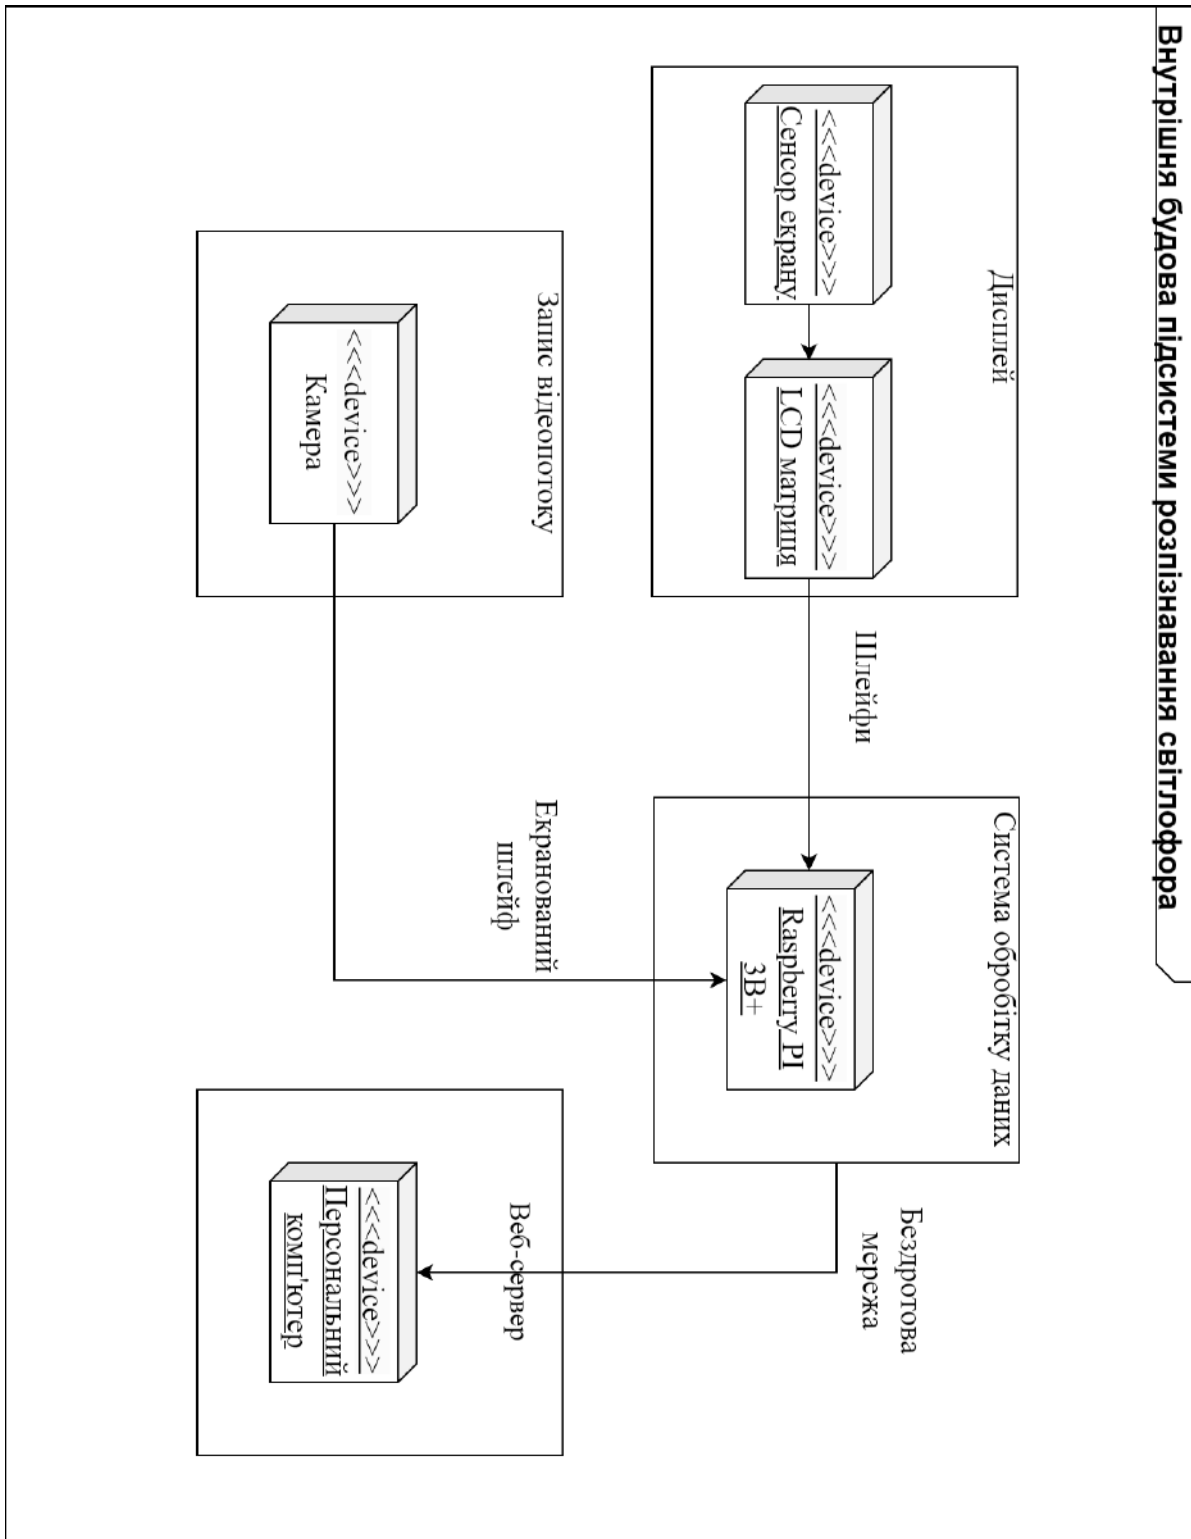 Внутрішня будова підсистеми розпізнавання світлофора
Дисплей
<<<device>>>
Сенсор екрану
<<<device>>>
LCD матриця
Шлейфи
Система обробітку даних
<<<device>>>
Raspberry PI
3B+
Бездротова
мережа
Запис відеопотоку
<<<device>>>
Камера
Екранований
шлейф
Веб-сервер
<<<device>>>
Персональний
комп'ютер